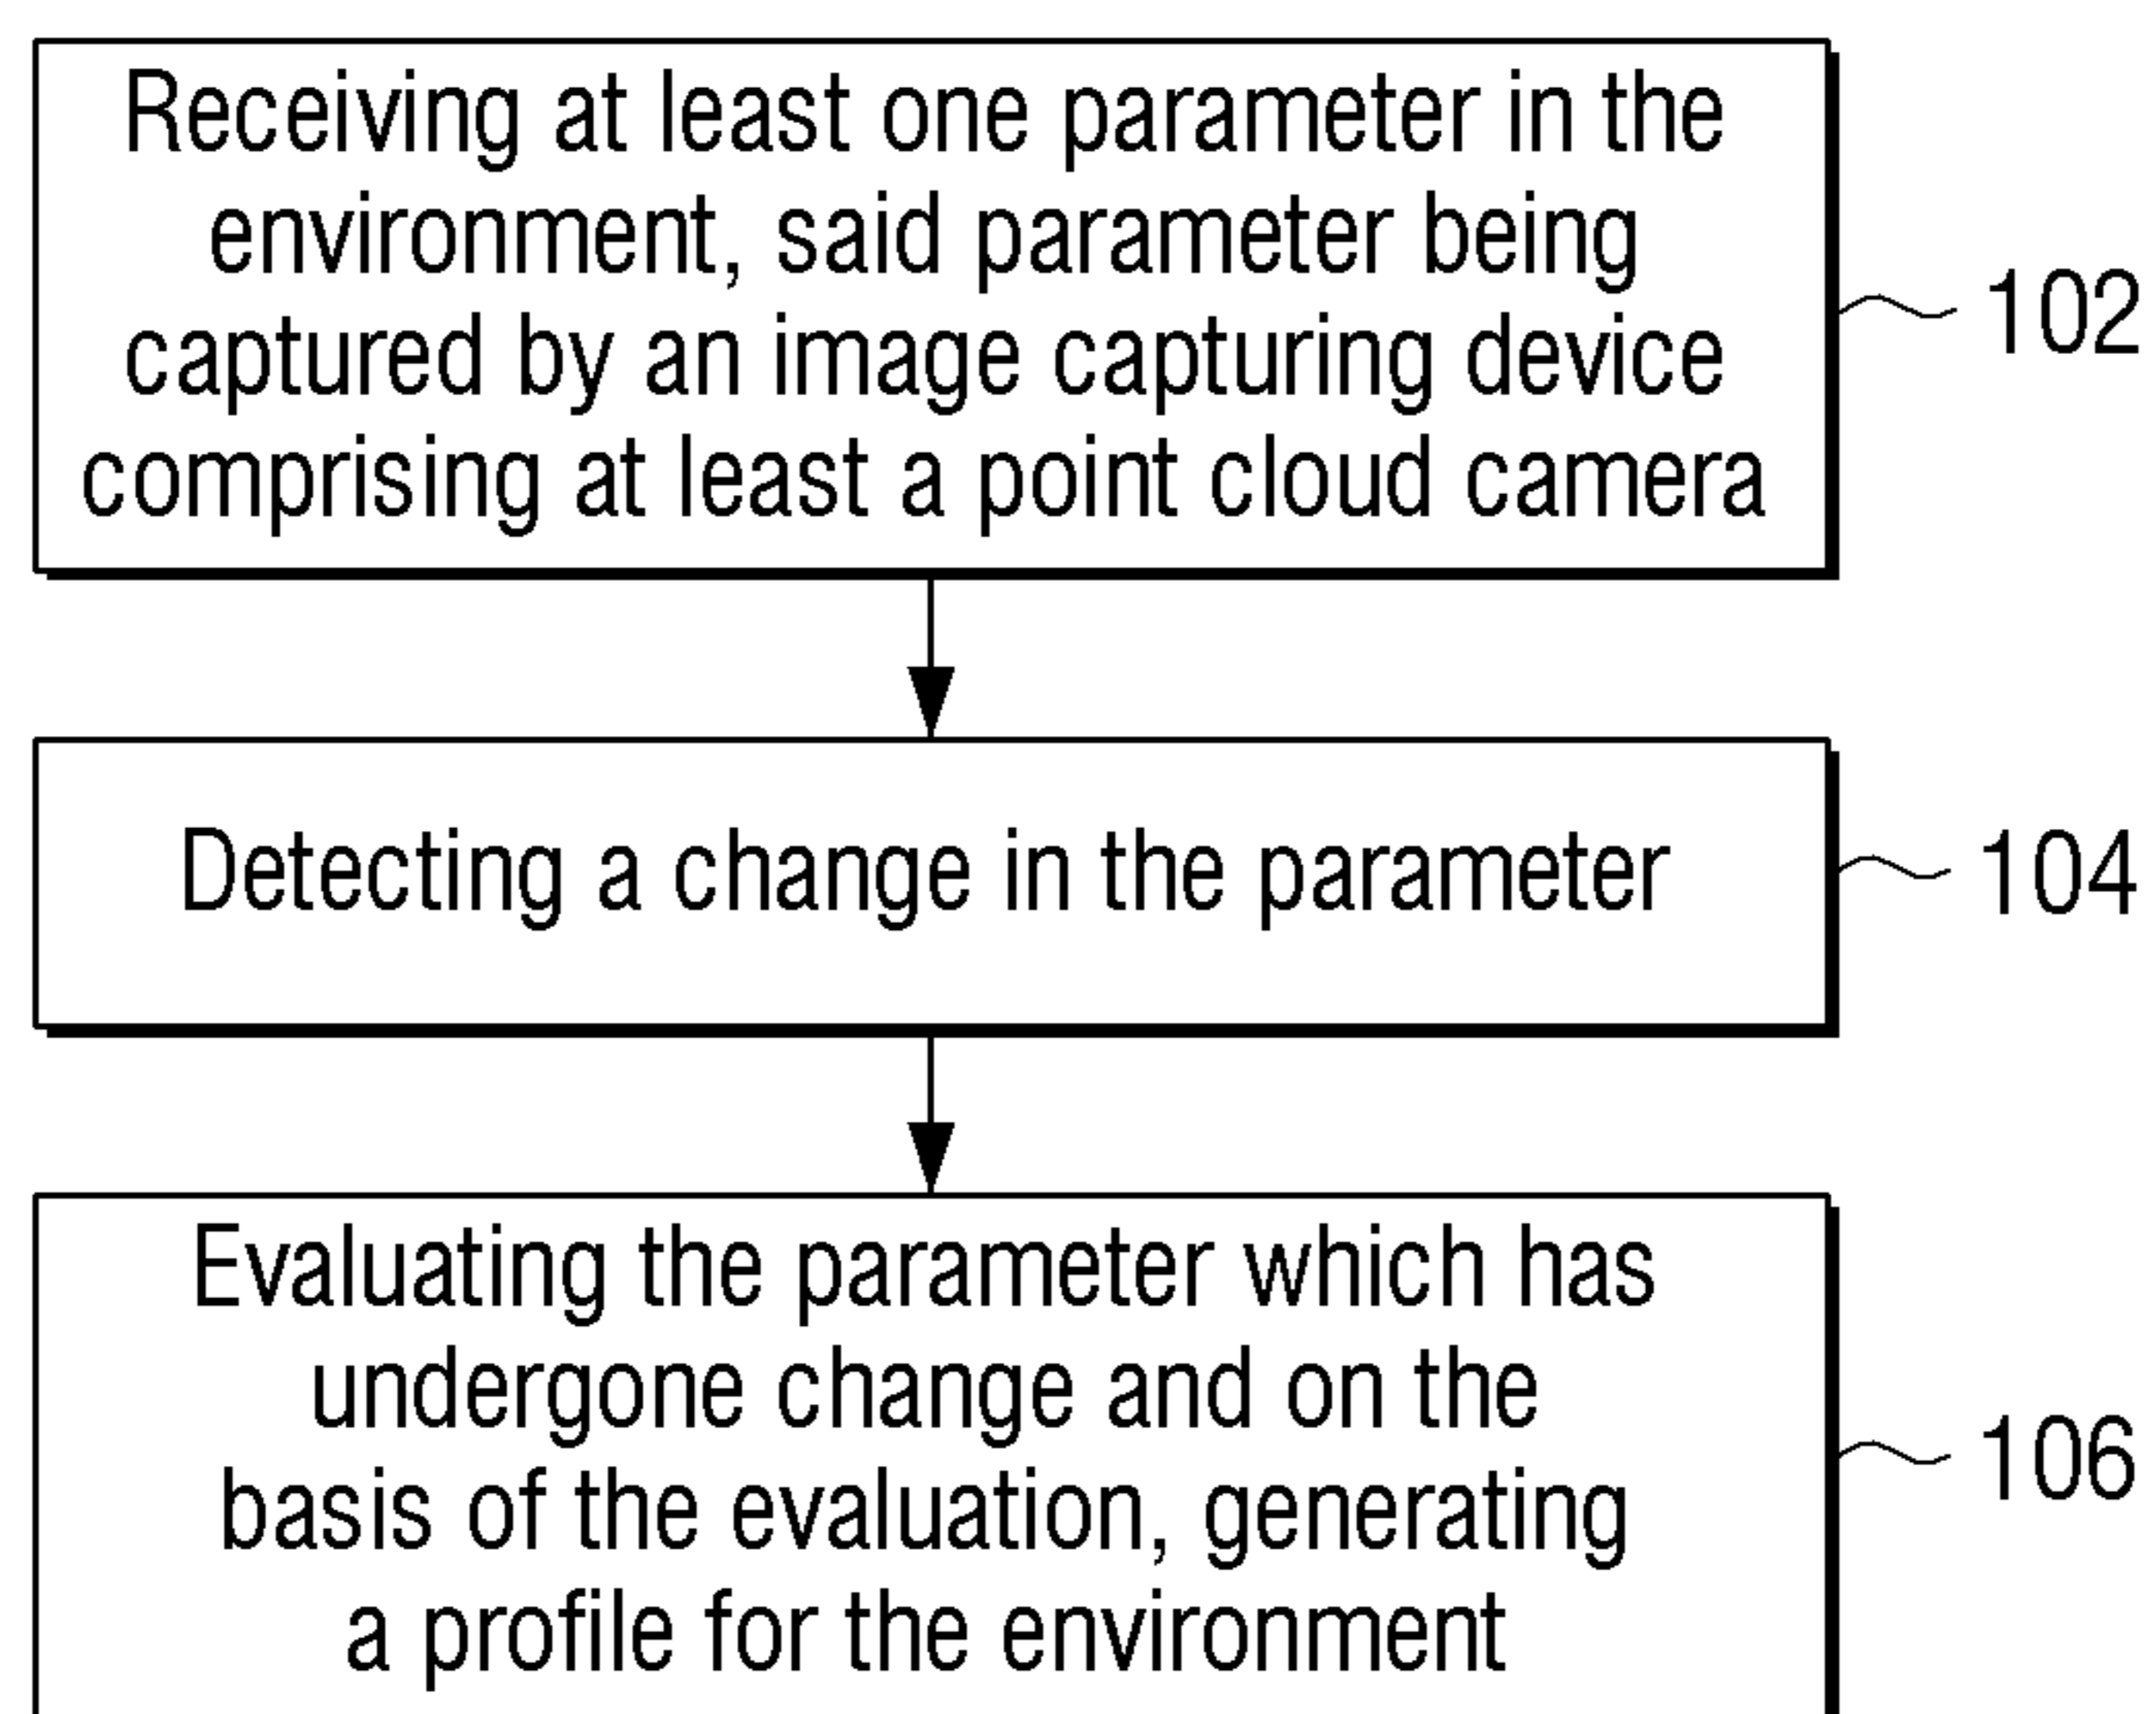 Receiving at least one parameter in the
environment, said parameter being
captured by an image capturing device
comprising at least a point cloud camera
102
Detecting a change in the parameter
104
Evaluating the parameter which has
undergone change and on the
basis of the evaluation, generating
a profile for the environment
106